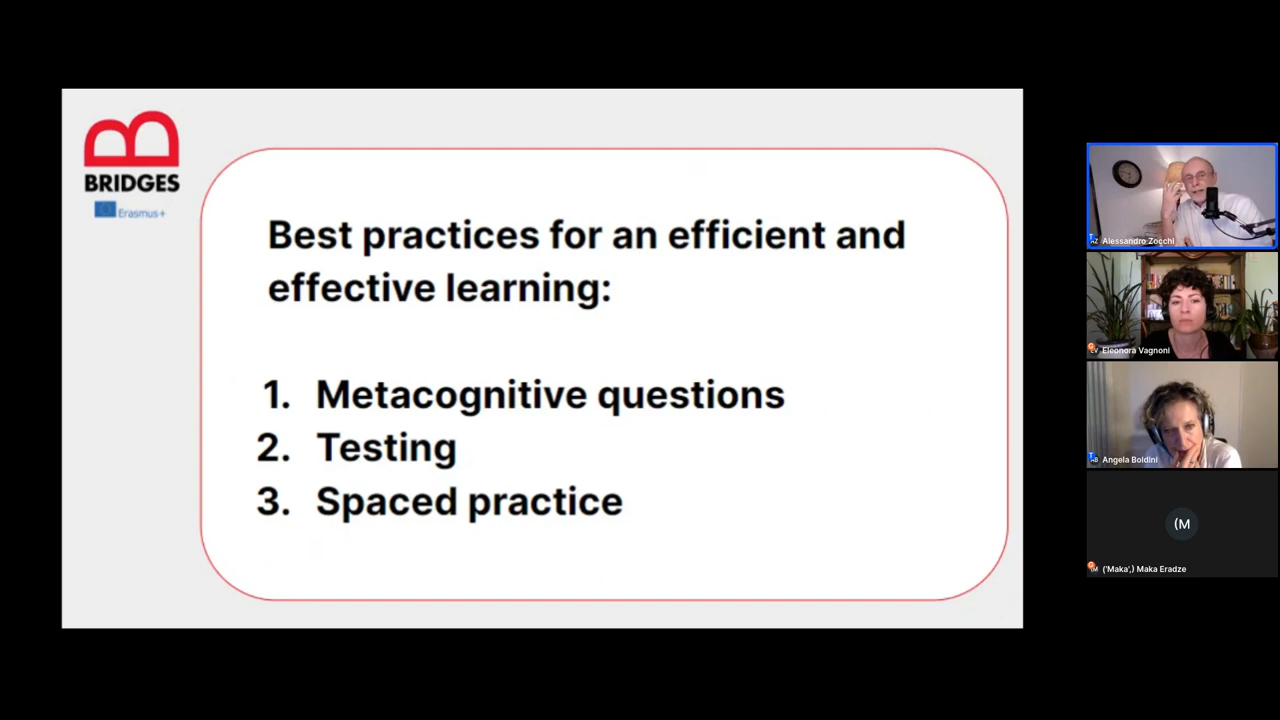 BRIDGES
Erasmus+
Best practices for an efficient and
effective learning:
1. Metacognitive questions
2. Testing
3. Spaced practice
Alessandro Zocchi
Eleonora Vagnoni
Angela Boldini
(M
('Maka',) Maka Eradze